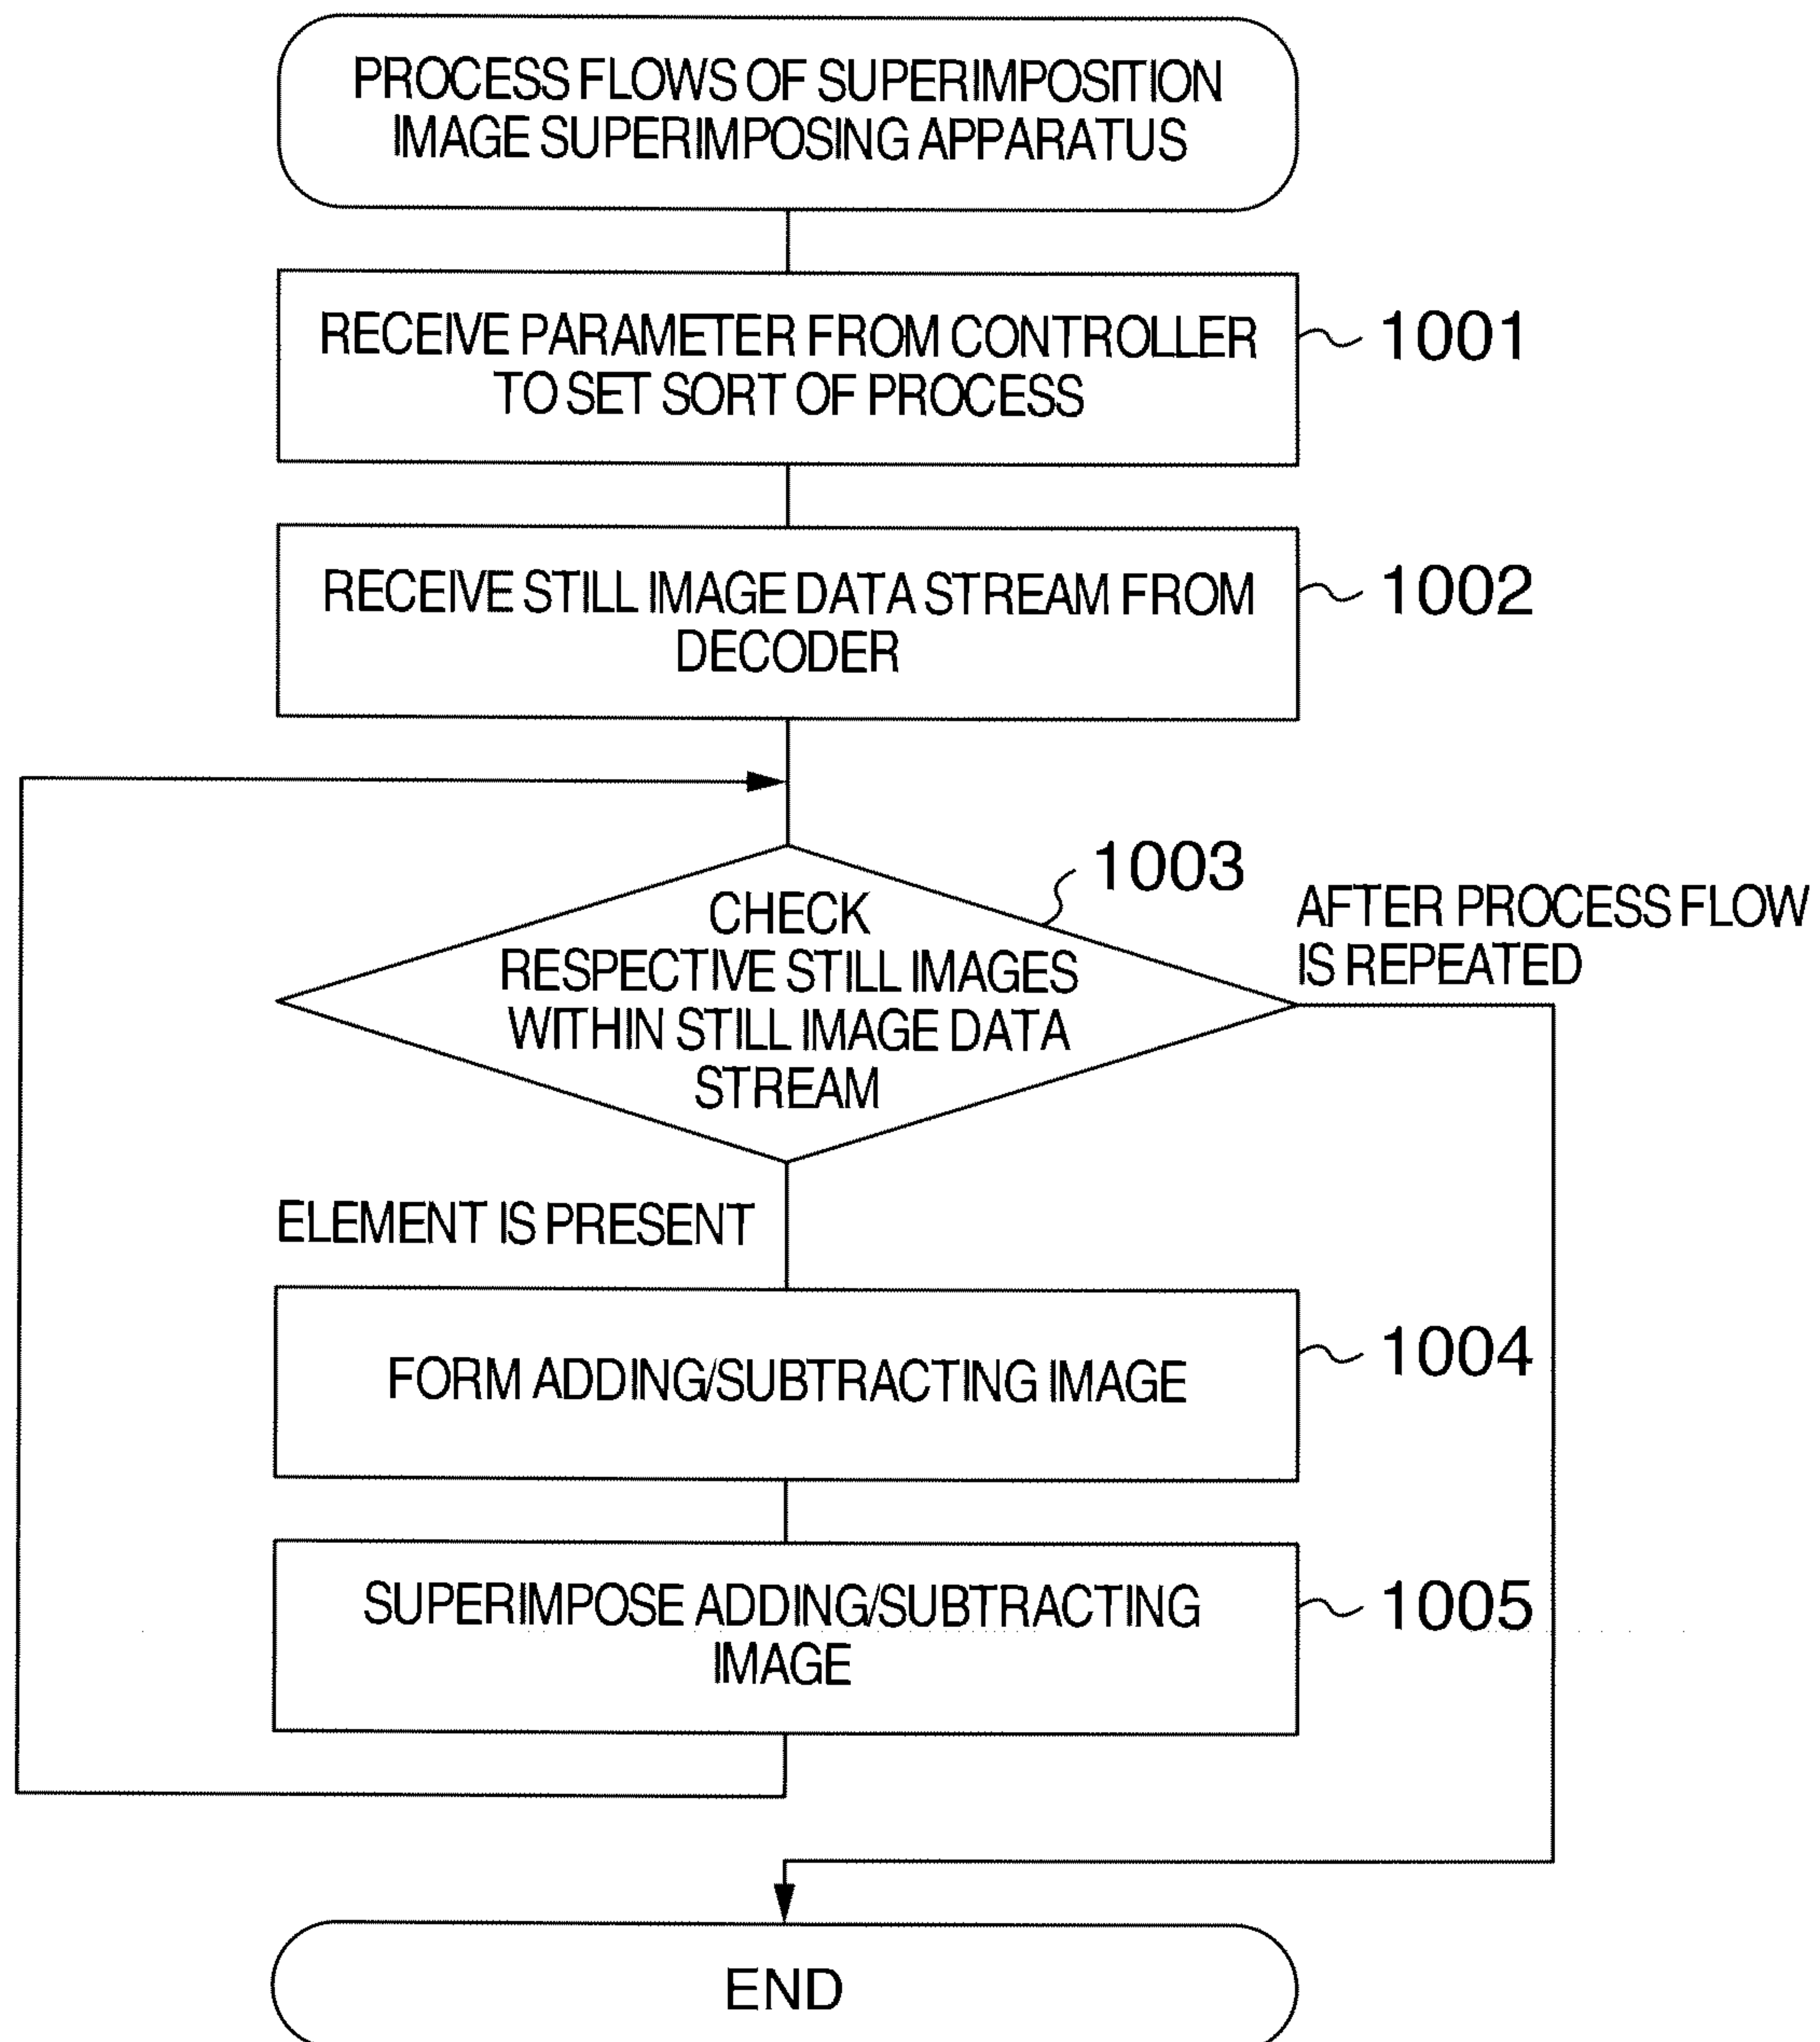 PROCESS FLOWS OF SUPERIMPOSITION
IMAGE SUPERIMPOSING APPARATUS
RECEIVE PARAMETER FROM CONTROLLER
TO SET SORT OF PROCESS
1001
RECEIVE STILL IMAGE DATA STREAM FROM
DECODER
1002
1003
CHECK
RESPECTIVE STILL IMAGES
WITHIN STILL IMAGE DATA
STREAM
AFTER PROCESS FLOW
IS REPEATED
ELEMENT IS PRESENT
FORM ADDING/SUBTRACTING IMAGE
1004
SUPERIMPOSE ADDING/SUBTRACTING
IMAGE
1005
END